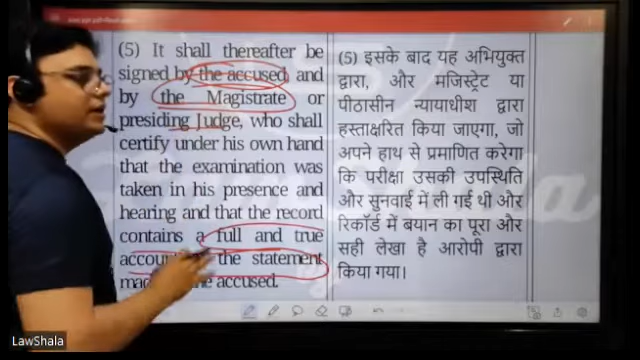 (5) It shall thereafter be
signed by the accused and
by the Magistrate or
presiding Judge, who shall
certify under his own hand
that the examination was
taken in his presence and
hearing and that the record
contains a full and true
account the statement
the accused.
(5) इसके बाद यह अभियुक्त
द्वारा, और मजिस्ट्रेट या
पीठासीन न्यायाधीश द्वारा
हस्ताक्षरित किया जाएगा, जो
अपने हाथ से प्रमाणित करेगा
कि परीक्षा उसकी उपस्थिति
और सुनवाई में ली गई थी और
रिकॉर्ड में बयान का पूरा और
सही लेखा है आरोपी द्वारा
किया गया।
LawShala